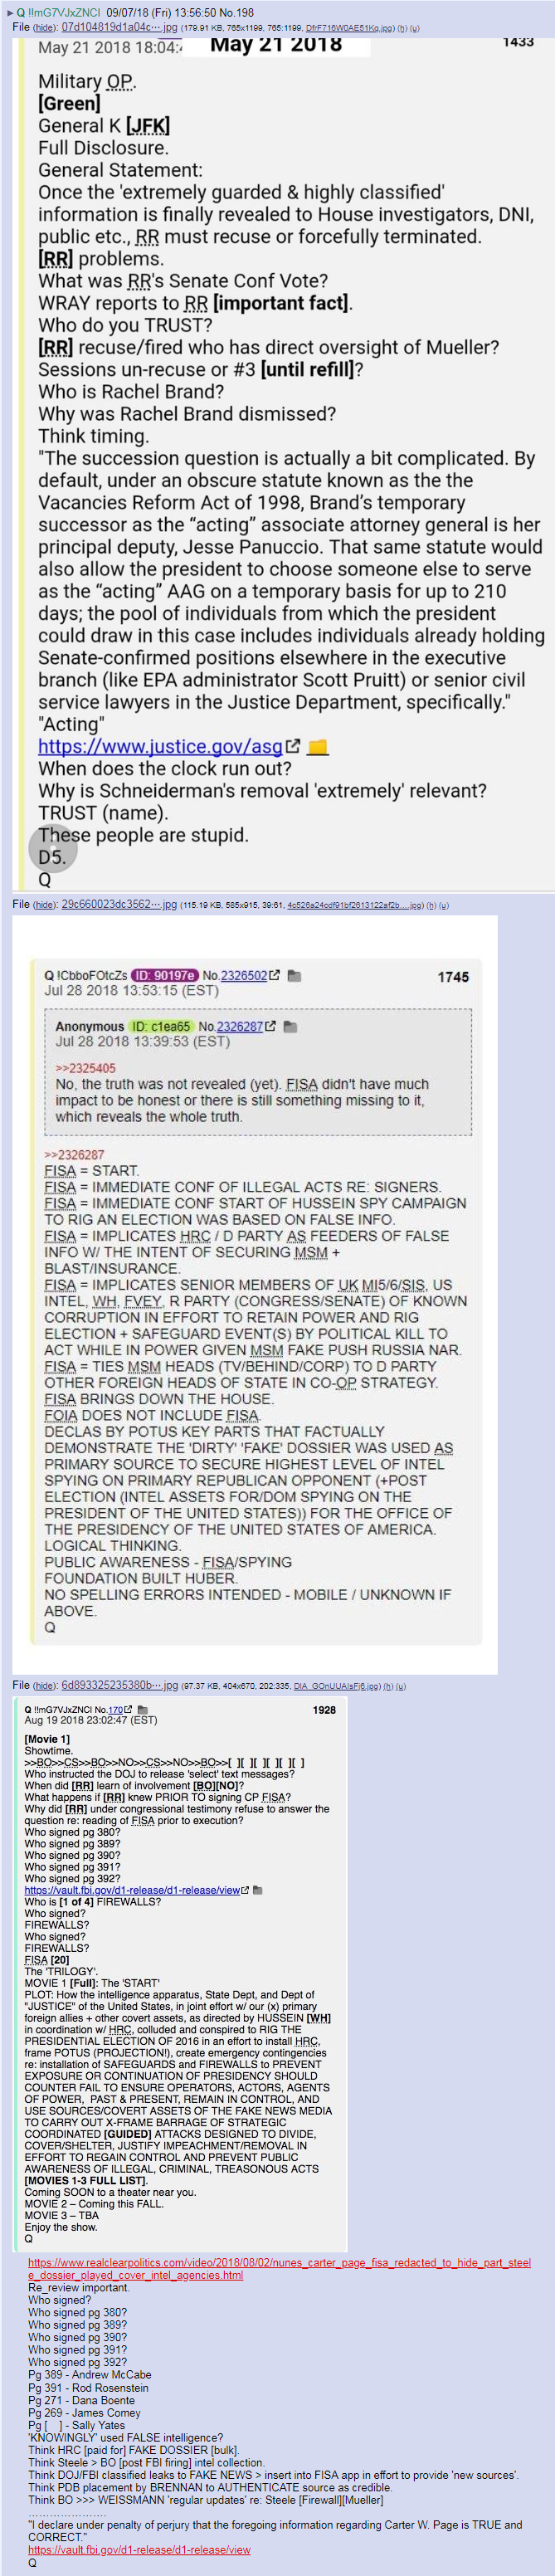 ▶ Q !!mG7VJxZNCI 09/07/18 (Fri) 13:56:50 No.198
File (hide): 07d104819d1a04c⋯.jpg (179.91 KB, 765x1199, 765:1199, DfrF716W0AE51Kq.jpg) (h) (u)
May 21 2018 18:04:4 May 21 2018 1433
Military OP.
[Green]
General K [JFK]
Full Disclosure.
General Statement:
Once the 'extremely guarded & highly classified'
information is finally revealed to House investigators, DNI,
public etc., RR must recuse or forcefully terminated.
[RR] problems.
What was RR's Senate Conf Vote?
WRAY reports to RR [important fact].
Who do you TRUST?
[RR] recuse/fired who has direct oversight of Mueller?
Sessions un-recuse or #3 [until refill]?
Who is Rachel Brand?
Why was Rachel Brand dismissed?
Think timing.
"The succession question is actually a bit complicated. By
default, under an obscure statute known as the the
Vacancies Reform Act of 1998, Brand's temporary
successor as the "acting" associate attorney general is her
principal deputy, Jesse Panuccio. That same statute would
also allow the president to choose someone else to serve
as the "acting" AAG on a temporary basis for up to 210
days; the pool of individuals from which the president
could draw in this case includes individuals already holding
Senate-confirmed positions elsewhere in the executive
branch (like EPA administrator Scott Pruitt) or senior civil
service lawyers in the Justice Department, specifically."
"Acting"
https://www.justice.gov/asg
When does the clock run out?
Why is Schneiderman's removal 'extremely' relevant?
TRUST (name).
These people are stupid.
D5.
Q
File (hide): 29c660023dc3562⋯.jpg (115.19 KB, 585x915, 39:61, 4c526a24cdf91bf2613122af2b….jpg) (h) (u)
Q !CbboFOtcZs ID: 90197e No.2326502 1745
Jul 28 2018 13:53:15 (EST)
Anonymous ID: c1ea65 No.2326287
Jul 28 2018 13:39:53 (EST)
>>2325405
No, the truth was not revealed (yet). FISA didn't have much
impact to be honest or there is still something missing to it,
which reveals the whole truth.
>>2326287
FISA = START.
FISA = IMMEDIATE CONF OF ILLEGAL ACTS RE: SIGNERS.
FISA = IMMEDIATE CONF START OF HUSSEIN SPY CAMPAIGN
TO RIG AN ELECTION WAS BASED ON FALSE INFO.
FISA = IMPLICATES HRC / D PARTY AS FEEDERS OF FALSE
INFO W/ THE INTENT OF SECURING MSM +
BLAST/INSURANCE.
FISA = IMPLICATES SENIOR MEMBERS OF UK MI5/6/SIS, US
INTEL, WH, FVEY, R PARTY (CONGRESS/SENATE) OF KNOWN
CORRUPTION IN EFFORT TO RETAIN POWER AND RIG
ELECTION + SAFEGUARD EVENT(S) BY POLITICAL KILL TO
ACT WHILE IN POWER GIVEN MSM FAKE PUSH RUSSIA NAR.
FISA = TIES MSM HEADS (TV/BEHIND/CORP) TO D PARTY
OTHER FOREIGN HEADS OF STATE IN CO-OP STRATEGY.
FISA BRINGS DOWN THE HOUSE.
FOIA DOES NOT INCLUDE FISA.
DECLAS BY POTUS KEY PARTS THAT FACTUALLY
DEMONSTRATE THE 'DIRTY' 'FAKE' DOSSIER WAS USED AS
PRIMARY SOURCE TO SECURE HIGHEST LEVEL OF INTEL
SPYING ON PRIMARY REPUBLICAN OPPONENT (+POST
ELECTION (INTEL ASSETS FOR/DOM SPYING ON THE
PRESIDENT OF THE UNITED STATES)) FOR THE OFFICE OF
THE PRESIDENCY OF THE UNITED STATES OF AMERICA.
LOGICAL THINKING.
PUBLIC AWARENESS - FISA/SPYING
FOUNDATION BUILT HUBER.
NO SPELLING ERRORS INTENDED - MOBILE / UNKNOWN IF
ABOVE.
Q
File (hide): 6d893325235380b⋯.jpg (97.37 KB, 404x670, 202:335, DIA_GOnUUAIsFj6.jpg) (h) (u)
Q !!mG7VJxZNCI No.170 1928
Aug 19 2018 23:02:47 (EST)
[Movie 1]
Showtime.
>>BO>>CS>>BO>>NO>>CS>>NO>>BO>>[ ][ ][ ][ ][ ][ ]
Who instructed the DOJ to release 'select' text messages?
When did [RR] learn of involvement [BO][NO]?
What happens if [RR] knew PRIOR TO signing CP FISA?
Why did [RR] under congressional testimony refuse to answer the
question re: reading of FISA prior to execution?
Who signed pg 380?
Who signed pg 389?
Who signed pg 390?
Who signed pg 391?
Who signed pg 392?
https://vault.fbi.gov/d1-release/d1-release/view
Who is [1 of 4] FIREWALLS?
Who signed?
FIREWALLS?
Who signed?
FIREWALLS?
FISA [20]
The 'TRILOGY'.
MOVIE 1 [Full]: The 'START'
PLOT: How the intelligence apparatus, State Dept, and Dept of
"JUSTICE" of the United States, in joint effort w/ our (x) primary
foreign allies + other covert assets, as directed by HUSSEIN [WH]
in coordination w/ HRC, colluded and conspired to RIG THE
PRESIDENTIAL ELECTION OF 2016 in an effort to install HRC,
frame POTUS (PROJECTION!), create emergency contingencies
re: installation of SAFEGUARDS and FIREWALLS to PREVENT
EXPOSURE OR CONTINUATION OF PRESIDENCY SHOULD
COUNTER FAIL TO ENSURE OPERATORS, ACTORS, AGENTS
OF POWER, PAST & PRESENT, REMAIN IN CONTROL, AND
USE SOURCES/COVERT ASSETS OF THE FAKE NEWS MEDIA
TO CARRY OUT X-FRAME BARRAGE OF STRATEGIC
COORDINATED [GUIDED] ATTACKS DESIGNED TO DIVIDE,
COVER/SHELTER, JUSTIFY IMPEACHMENT/REMOVAL IN
EFFORT TO REGAIN CONTROL AND PREVENT PUBLIC
AWARENESS OF ILLEGAL, CRIMINAL, TREASONOUS ACTS
[MOVIES 1-3 FULL LIST].
Coming SOON to a theater near you.
MOVIE 2 – Coming this FALL.
MOVIE 3 – TBA
Enjoy the show.
Q
https://www.realclearpolitics.com/video/2018/08/02/nunes_carter_page_fisa_redacted_to_hide_part_steel
e_dossier_played_cover_intel_agencies.html
Re_review important.
Who signed?
Who signed pg 380?
Who signed pg 389?
Who signed pg 390?
Who signed pg 391?
Who signed pg 392?
Pg 389 - Andrew McCabe
Pg 391 - Rod Rosenstein
Pg 271 - Dana Boente
Pg 269 - James Comey
Pg [ ] - Sally Yates
'KNOWINGLY' used FALSE intelligence?
Think HRC [paid for] FAKE DOSSIER [bulk].
Think Steele > BO [post FBI firing] intel collection.
Think DOJ/FBI classified leaks to FAKE NEWS > insert into FISA app in effort to provide 'new sources'.
Think PDB placement by BRENNAN to AUTHENTICATE source as credible.
Think BO >>> WEISSMANN 'regular updates' re: Steele [Firewall][Mueller]
………………….
"I declare under penalty of perjury that the foregoing information regarding Carter W. Page is TRUE and
CORRECT."
https://vault.fbi.gov/d1-release/d1-release/view
Q